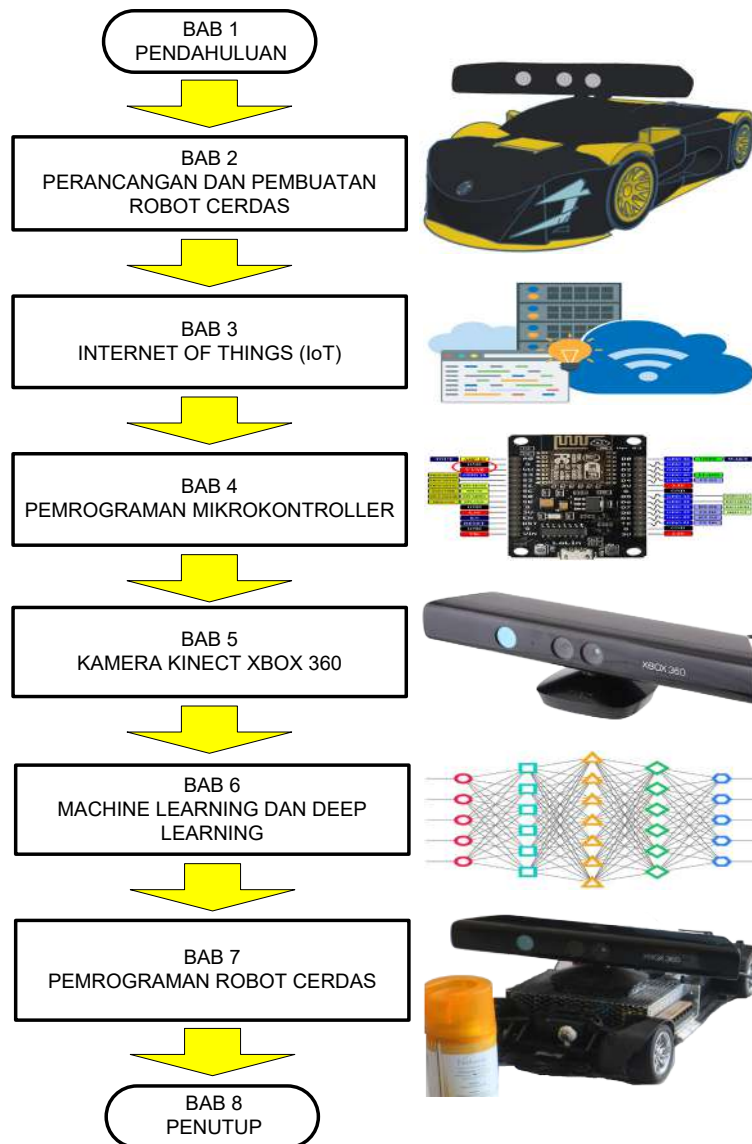 BAB 1
PENDAHULUAN
BAB 2
PERANCANGAN DAN PEMBUATAN
ROBOT CERDAS
BAB 3
INTERNET OF THINGS (IoT)
BAB 4
PEMROGRAMAN MIKROKONTROLLER
BAB 5
KAMERA KINECT XBOX 360
XBOX 360
BAB 6
MACHINE LEARNING DAN DEEP
LEARNING
BAB 7
PEMROGRAMAN ROBOT CERDAS
XBOX 360
BAB 8
PENUTUP